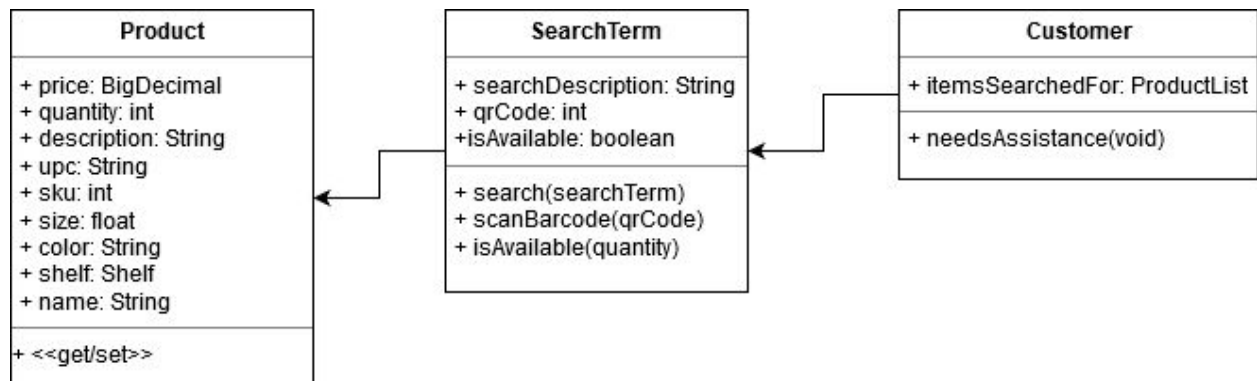 Product
+ price: BigDecimal
+ quantity: int
+ description: String
+ upc: String
+ sku: int
+ size: float
+ color: String
+ shelf: Shelf
+ name: String
+ <<get/set>>
SearchTerm
+ searchDescription: String
+ qrCode: int
+isAvailable: boolean
+ search(searchTerm)
+ scanBarcode(qrCode)
+ isAvailable(quantity)
Customer
+ itemsSearchedFor: ProductList
+ needsAssistance(void)